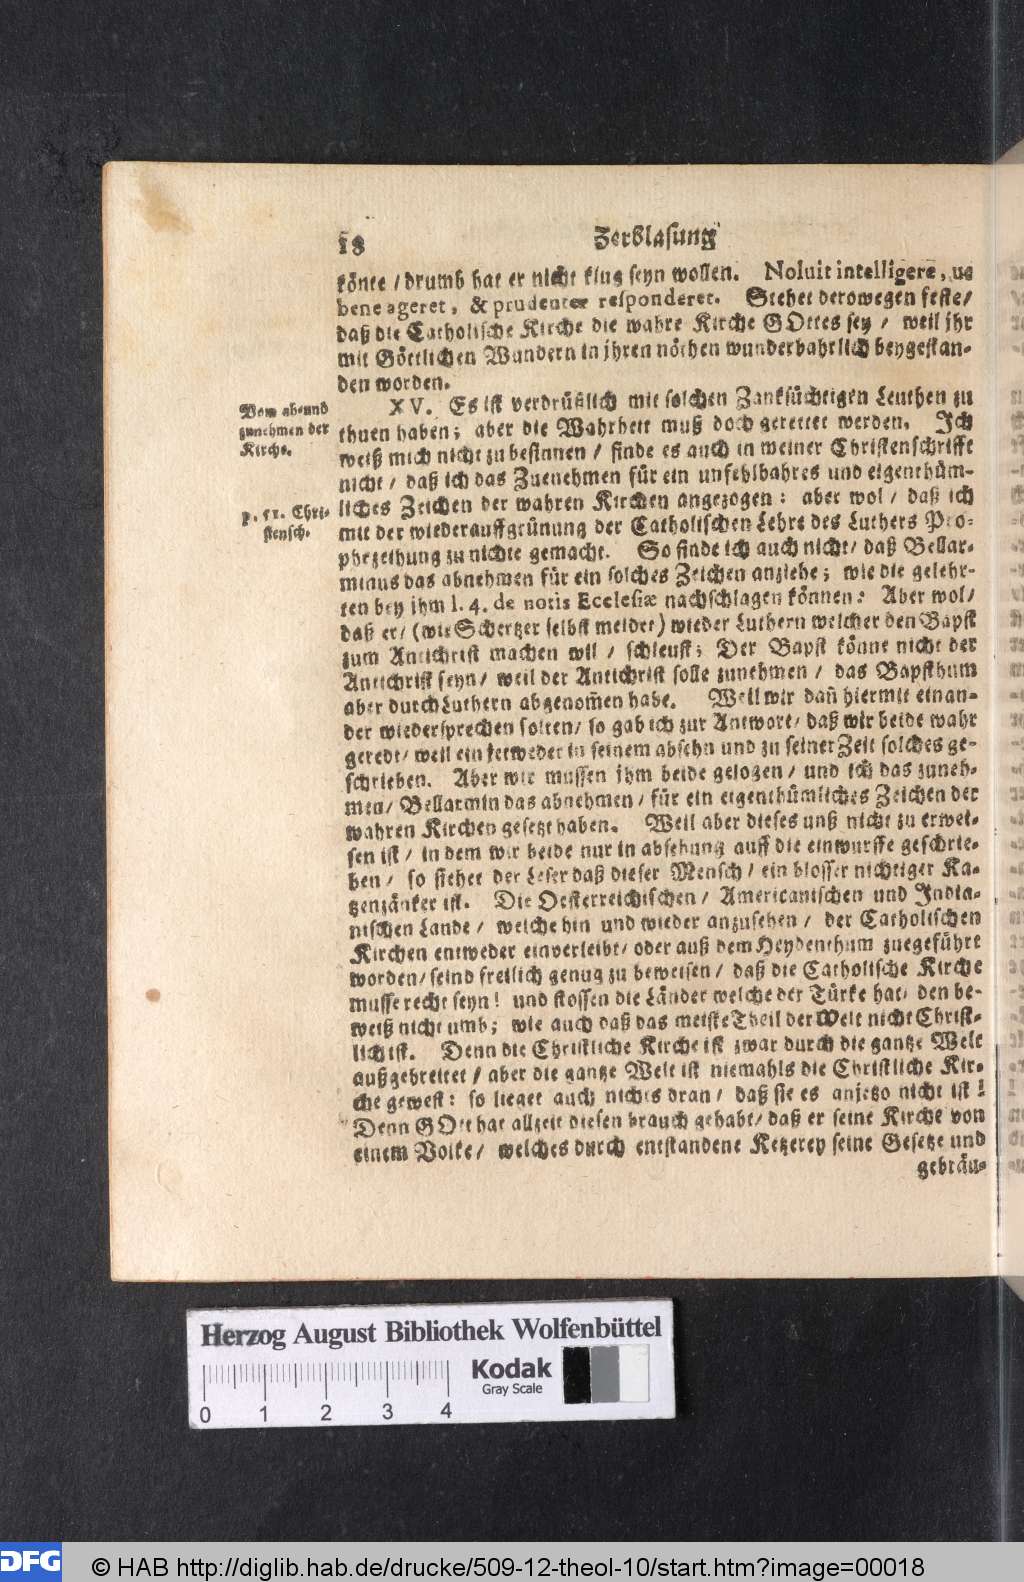 18
Zerblasung
könte / drumb hat er nicht klug seyn wollen. Noluit intelligere, ue
bene ageret, & prudenter responderet. Stehet derowegen feste /
daß die Catholische Kirche die wahre Kirche GOttes sey / weil jhr
mit Göttlichen Wundern in jhren nöthen wunderbahrlich beygestan-
den worden.
Vom ab-und
zunehmen der
Kirche.
XV. Es ist verdrüßlich mit solchen Zanksüchtigen Leuthen zu
thuen haben; aber die Wahrheit muß doch gerettet werden. Ich
weiß mich nicht zu besinnen / finde es auch in meiner Christenschrifft
nicht / daß ich das Zuenehmen für ein unfehlbahres und eigenthüm-
p. 51. Chri-
stensch.
liches Zeichen der wahren Kirchen angezogen: aber wol / daß ich
mit der wiederauffgrünung der Catholischen Lehre des Luthers Pro-
phezeihung zu nichte gemacht. So finde ich auch nicht / daß Bellar-
minus das abnehmen für ein solches Zeichen anziehe; wie die gelehr-
ten bey jhm l. 4. de notis Ecclesiæ nachschlagen können: Aber wol /
daß er / (wie Schertzer selbst meldet) wieder Luthern welcher den Bapst
zum Antichrist machen wil / schleust; Der Bapst könne nicht der
Antichrist seyn / weil der Antichrist solle zunehmen / das Bapsthum
aber durch Luthern abgenom̃en habe. Weil wir dañ hiermit einan-
der wiedersprechen solten / so gab ich zur Antwort / daß wir beide wahr
geredt / weil ein jetweder in seinem absehn und zu seiner Zeit solches ge-
schrieben. Aber wir mussen jhm beide gelogen / und ich das zuneh-
men / Bellarmin das abnehmen / für ein eigenthümliches Zeichen der
wahren Kirchen gesetzt haben. Weil aber dieses unß nicht zu erwei-
sen ist / in dem wir beide nur in absehung auff die einwurffe geschrie-
ben / so siehet der Leser daß dieser Mensch / ein blosser nichtiger Ka-
tzenzänker ist. Die Oesterreichischen / Americanischen und India-
nischen Lande / welche hin und wieder anzusehen / der Catholischen
Kirchen entweder einverleibt / oder auß dem Heydenthum zuegeführt
worden / seind freilich genug zu beweisen / daß die Catholische Kirche
musse recht seyn! und stossen die Länder welche der Türke hat / den be-
weiß nicht umb; wie auch daß das meiste Theil der Welt nicht Christ-
lich ist. Denn die Christliche Kirche ist zwar durch die gantze Welt
außgebreitet / aber die gantze Welt ist niemahls die Christliche Kir-
che gewest: so lieget auch nichts dran / daß sie es anjetzo nicht ist!
Denn GOtt hat allzeit diesen brauch gehabt / daß er seine Kirche von
einem Volke / welches durch entstandene Ketzerey seine Gesetze und
gebräu-
Herzog August Bibliothek Wolfenbüttel
Kodak
Gray Scale
0 1 2 3 4
DFG
© HAB http://diglib.hab.de/drucke/509-12-theol-10/start.htm?image=00018